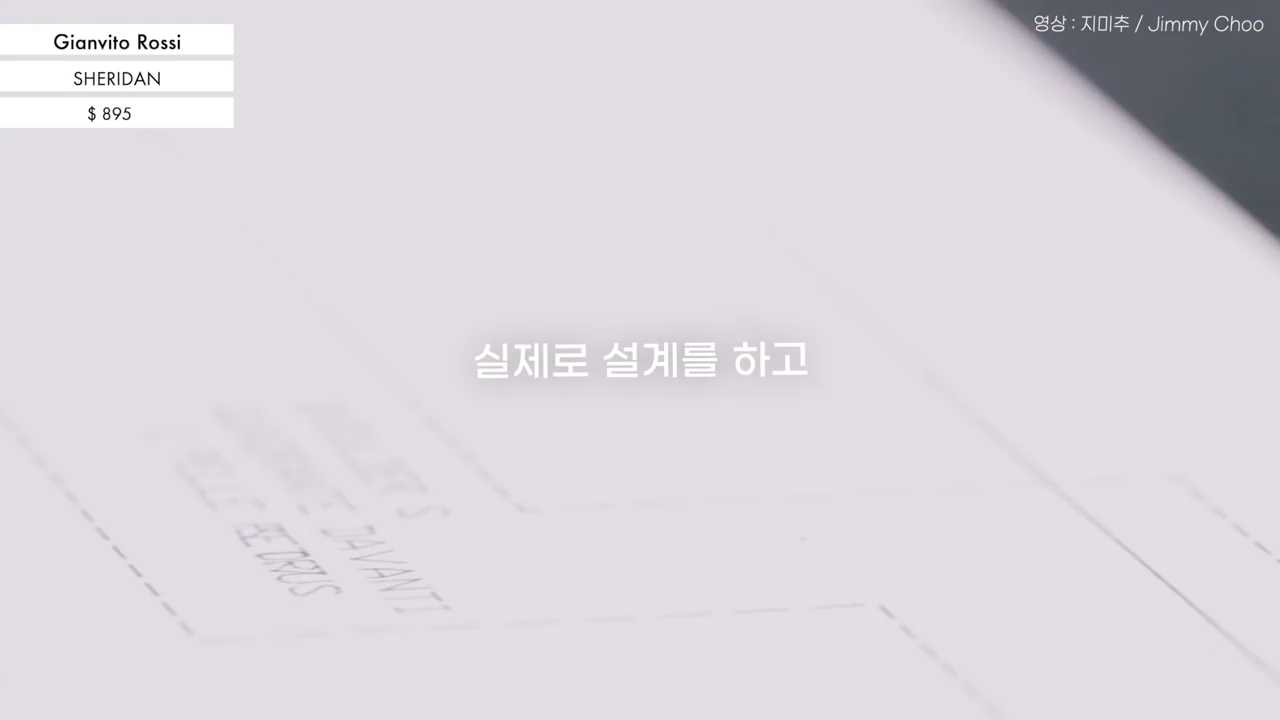 Gianvito Rossi
SHERIDAN
$ 895
영상 : 지미추 / Jimmy Choo
실제로 설계를 하고
DAVANTI